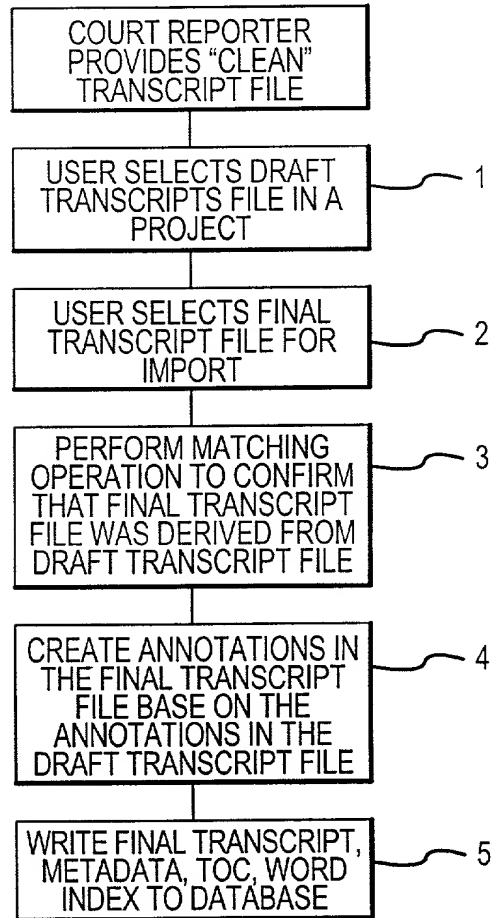 COURT REPORTER
PROVIDES “CLEAN”
TRANSCRIPT FILE
USER SELECTS DRAFT
TRANSCRIPTS FILE IN A
PROJECT
1
USER SELECTS FINAL
TRANSCRIPT FILE FOR
IMPORT
2
PERFORM MATCHING
OPERATION TO CONFIRM
THAT FINAL TRANSCRIPT
FILE WAS DERIVED FROM
DRAFT TRANSCRIPT FILE
3
CREATE ANNOTATIONS IN
THE FINAL TRANSCRIPT
FILE BASE ON THE
ANNOTATIONS IN THE
DRAFT TRANSCRIPT FILE
4
WRITE FINAL TRANSCRIPT,
METADATA, TOC, WORD
INDEX TO DATABASE
5